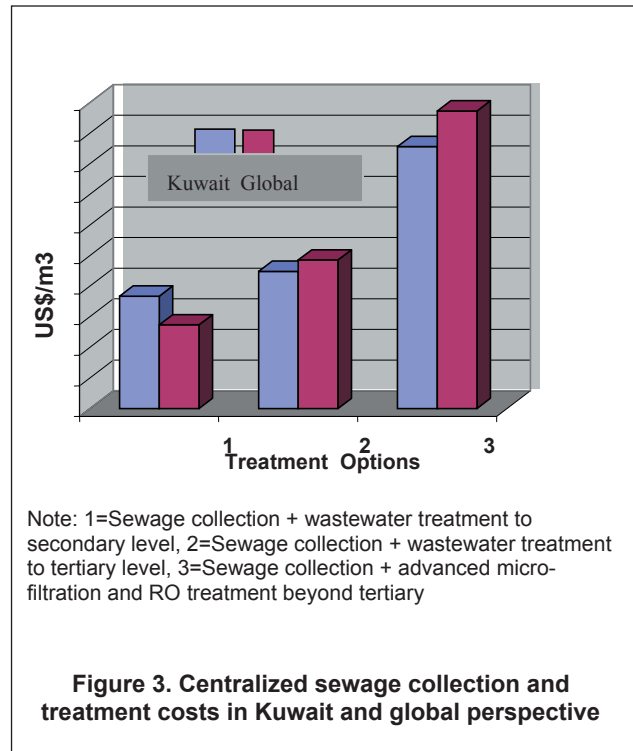 Kuwait Global
US$/m3
1 2 3
Treatment Options
Note: 1=Sewage collection + wastewater treatment to
secondary level, 2=Sewage collection + wastewater treatment
to tertiary level, 3=Sewage collection + advanced micro-
filtration and RO treatment beyond tertiary
Figure 3. Centralized sewage collection and
treatment costs in Kuwait and global perspective